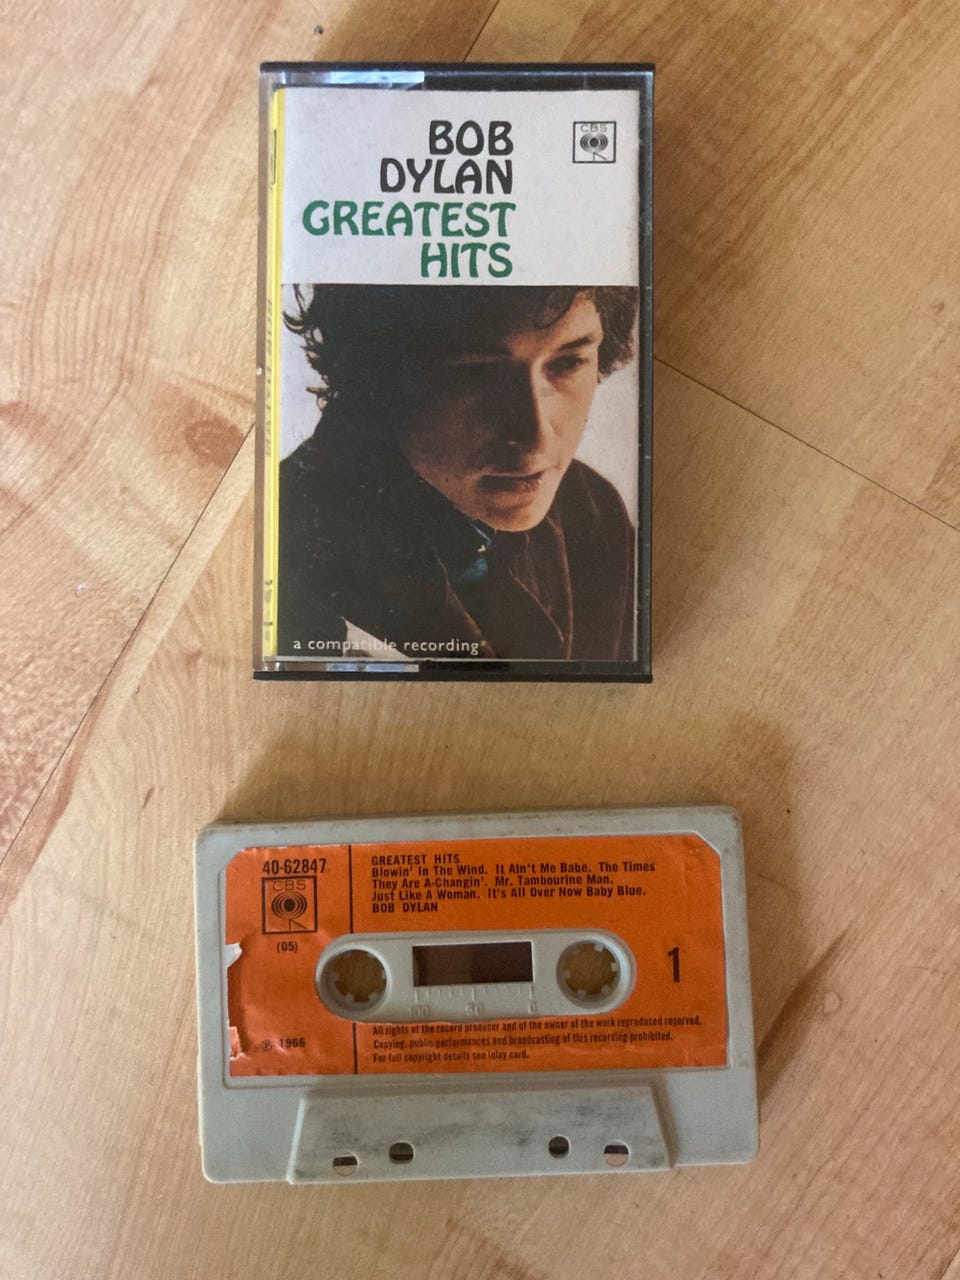 BOB
DYLAN
GREATEST
HITS
CBS
a compatible recording
40-62847
CBS
(05)
℗ 1966
GREATEST HITS
Blowin' In The Wind. It Ain't Me Babe. The Times
They Are A-Changin'. Mr. Tambourine Man.
Just Like A Woman. It's All Over Now Baby Blue.
BOB DYLAN
1
100 50 0
All rights of the record producer and of the owner of the work reproduced reserved.
Copying, public performances and broadcasting of this recording prohibited.
For full copyright details see inlay card.